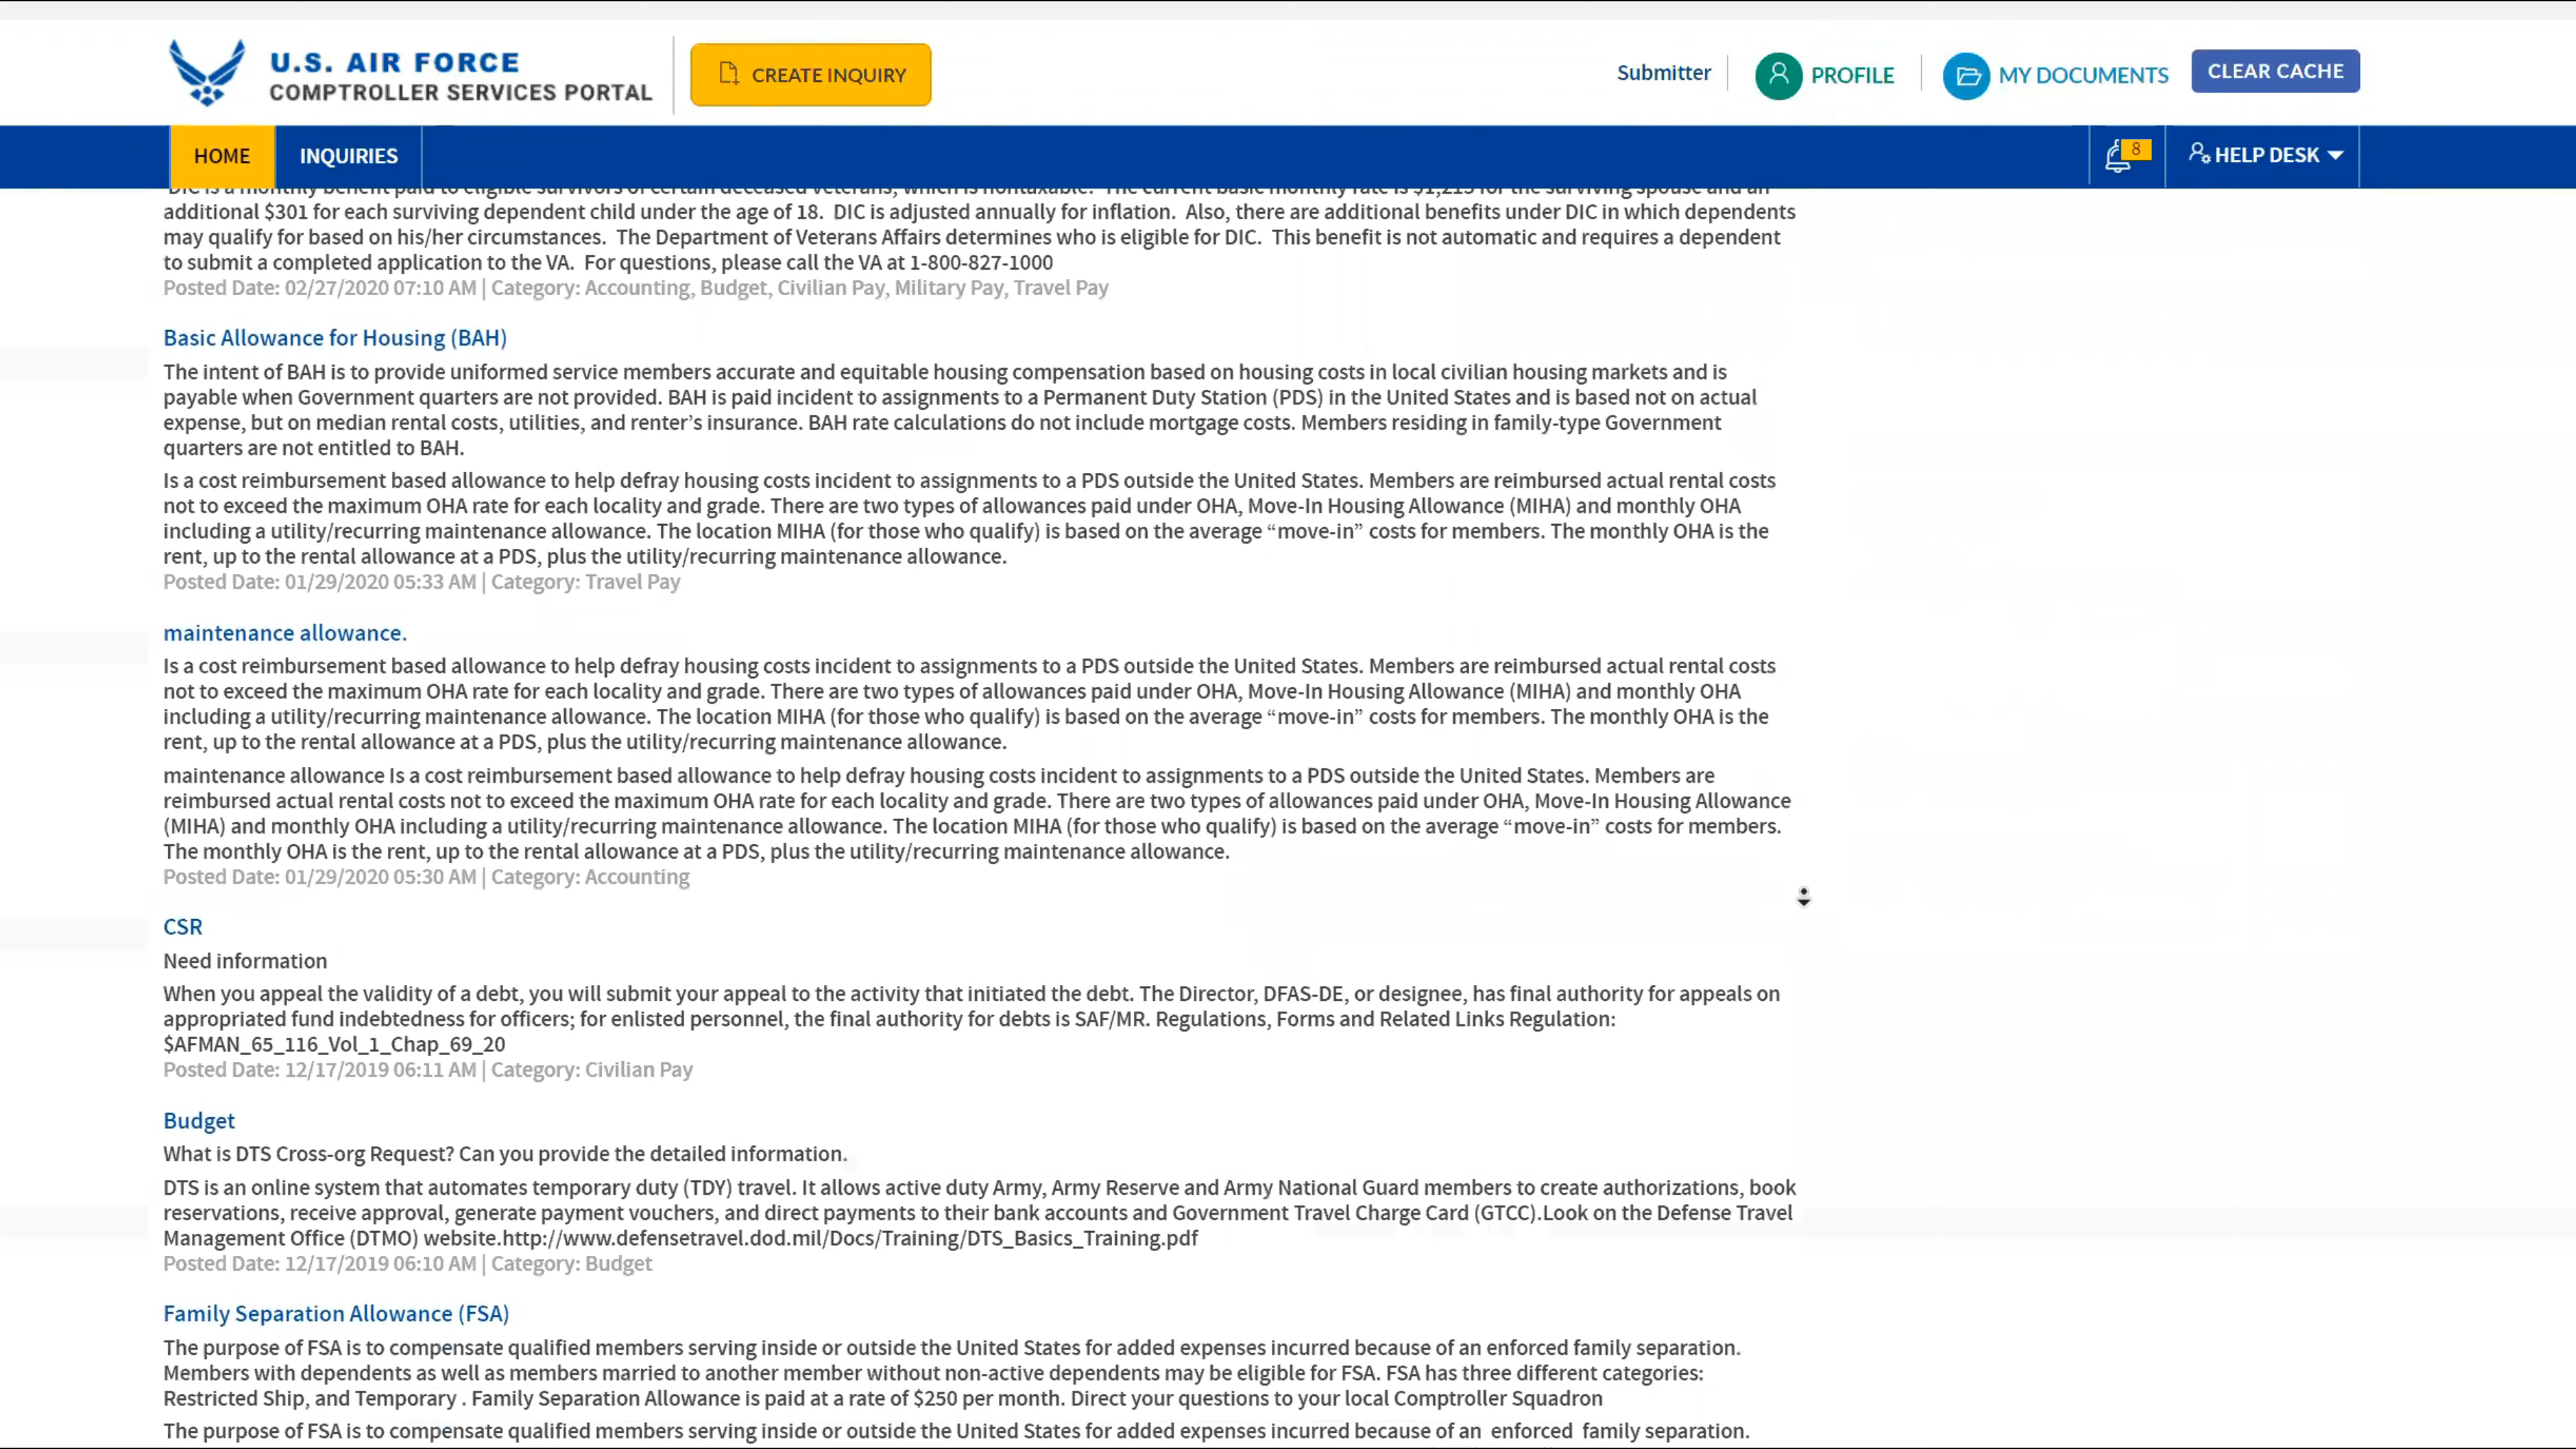 U.S. AIR FORCE
COMPTROLLER SERVICES PORTAL
CREATE INQUIRY
Submitter
PROFILE
MY DOCUMENTS
CLEAR CACHE
HOME
INQUIRIES
8
HELP DESK
DIC is a monthly benefit paid to eligible survivors of certain deceased veterans, which is nontaxable. The current basic monthly rate is $1,215 for the surviving spouse and an
additional $301 for each surviving dependent child under the age of 18. DIC is adjusted annually for inflation. Also, there are additional benefits under DIC in which dependents
may qualify for based on his/her circumstances. The Department of Veterans Affairs determines who is eligible for DIC. This benefit is not automatic and requires a dependent
to submit a completed application to the VA. For questions, please call the VA at 1-800-827-1000
Posted Date: 02/27/2020 07:10 AM | Category: Accounting, Budget, Civilian Pay, Military Pay, Travel Pay
Basic Allowance for Housing (BAH)
The intent of BAH is to provide uniformed service members accurate and equitable housing compensation based on housing costs in local civilian housing markets and is
payable when Government quarters are not provided. BAH is paid incident to assignments to a Permanent Duty Station (PDS) in the United States and is based not on actual
expense, but on median rental costs, utilities, and renter’s insurance. BAH rate calculations do not include mortgage costs. Members residing in family-type Government
quarters are not entitled to BAH.
Is a cost reimbursement based allowance to help defray housing costs incident to assignments to a PDS outside the United States. Members are reimbursed actual rental costs
not to exceed the maximum OHA rate for each locality and grade. There are two types of allowances paid under OHA, Move-In Housing Allowance (MIHA) and monthly OHA
including a utility/recurring maintenance allowance. The location MIHA (for those who qualify) is based on the average “move-in” costs for members. The monthly OHA is the
rent, up to the rental allowance at a PDS, plus the utility/recurring maintenance allowance.
Posted Date: 01/29/2020 05:33 AM | Category: Travel Pay
maintenance allowance.
Is a cost reimbursement based allowance to help defray housing costs incident to assignments to a PDS outside the United States. Members are reimbursed actual rental costs
not to exceed the maximum OHA rate for each locality and grade. There are two types of allowances paid under OHA, Move-In Housing Allowance (MIHA) and monthly OHA
including a utility/recurring maintenance allowance. The location MIHA (for those who qualify) is based on the average “move-in” costs for members. The monthly OHA is the
rent, up to the rental allowance at a PDS, plus the utility/recurring maintenance allowance.
maintenance allowance Is a cost reimbursement based allowance to help defray housing costs incident to assignments to a PDS outside the United States. Members are
reimbursed actual rental costs not to exceed the maximum OHA rate for each locality and grade. There are two types of allowances paid under OHA, Move-In Housing Allowance
(MIHA) and monthly OHA including a utility/recurring maintenance allowance. The location MIHA (for those who qualify) is based on the average “move-in” costs for members.
The monthly OHA is the rent, up to the rental allowance at a PDS, plus the utility/recurring maintenance allowance.
Posted Date: 01/29/2020 05:30 AM | Category: Accounting
CSR
Need information
When you appeal the validity of a debt, you will submit your appeal to the activity that initiated the debt. The Director, DFAS-DE, or designee, has final authority for appeals on
appropriated fund indebtedness for officers; for enlisted personnel, the final authority for debts is SAF/MR. Regulations, Forms and Related Links Regulation:
$AFMAN_65_116_Vol_1_Chap_69_20
Posted Date: 12/17/2019 06:11 AM | Category: Civilian Pay
Budget
What is DTS Cross-org Request? Can you provide the detailed information.
DTS is an online system that automates temporary duty (TDY) travel. It allows active duty Army, Army Reserve and Army National Guard members to create authorizations, book
reservations, receive approval, generate payment vouchers, and direct payments to their bank accounts and Government Travel Charge Card (GTCC).Look on the Defense Travel
Management Office (DTMO) website.http://www.defensetravel.dod.mil/Docs/Training/DTS_Basics_Training.pdf
Posted Date: 12/17/2019 06:10 AM | Category: Budget
Family Separation Allowance (FSA)
The purpose of FSA is to compensate qualified members serving inside or outside the United States for added expenses incurred because of an enforced family separation.
Members with dependents as well as members married to another member without non-active dependents may be eligible for FSA. FSA has three different categories:
Restricted Ship, and Temporary . Family Separation Allowance is paid at a rate of $250 per month. Direct your questions to your local Comptroller Squadron
The purpose of FSA is to compensate qualified members serving inside or outside the United States for added expenses incurred because of an enforced family separation.